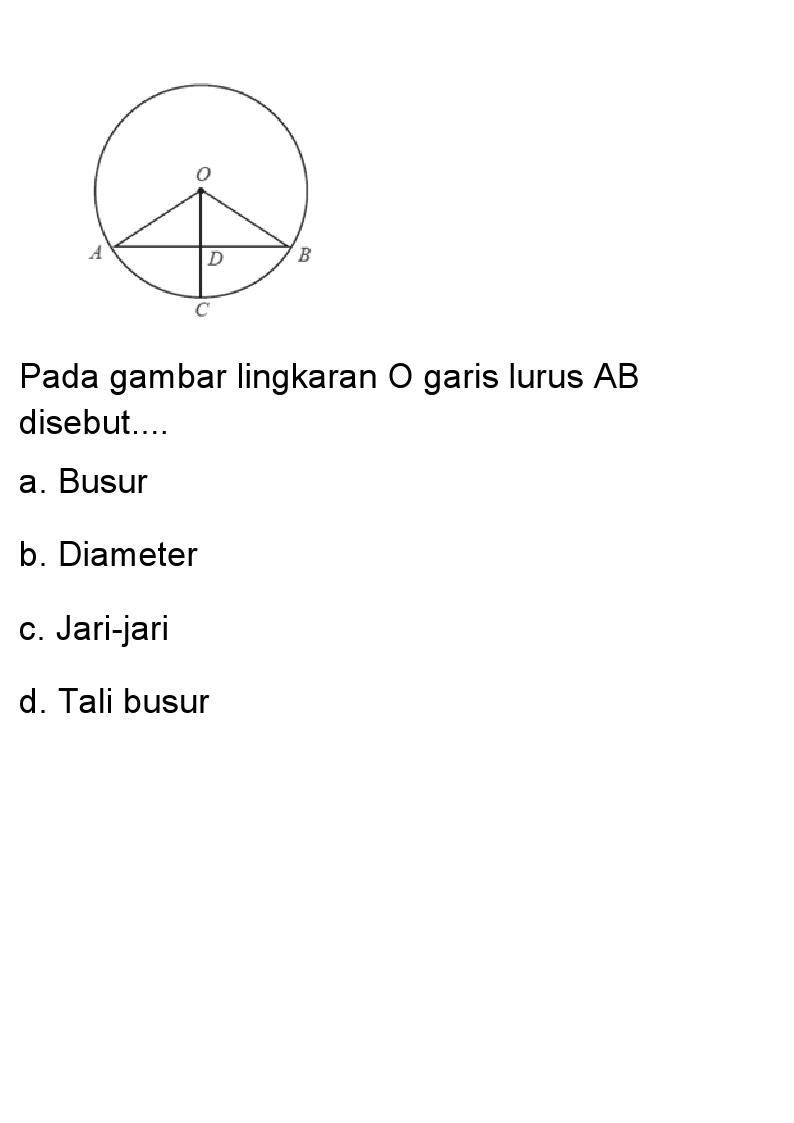 O
A
D
B
C
Pada gambar lingkaran O garis lurus AB
disebut....
a. Busur
b. Diameter
c. Jari-jari
d. Tali busur